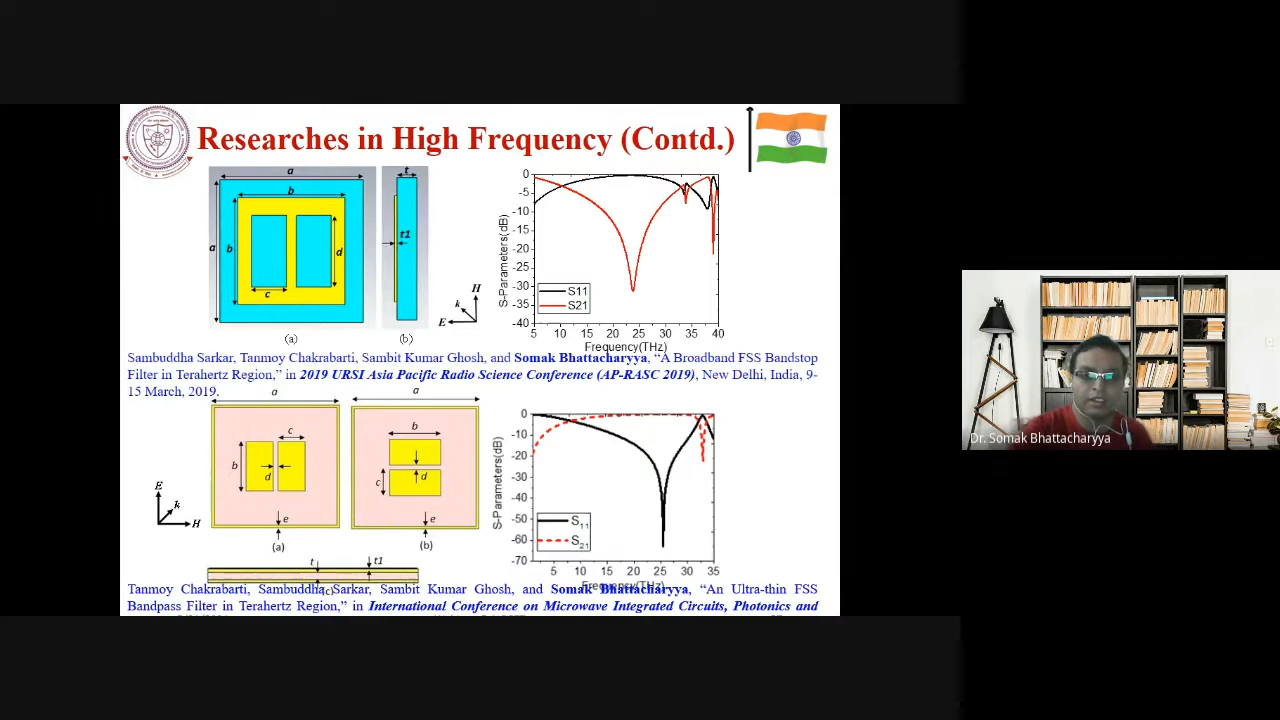 Researches in High Frequency (Contd.)
a
b
a
b
c
d
t
t1
(a)
(b)
H
k
E
S-Parameters(dB)
0
-5
-10
-15
-20
-25
-30
-35
-40
S11
S21
5 10 15 20 25 30 35 40
Frequency(THz)
Sambuddha Sarkar, Tanmoy Chakrabarti, Sambit Kumar Ghosh, and Somak Bhattacharyya, “A Broadband FSS Bandstop
Filter in Terahertz Region,” in 2019 URSI Asia Pacific Radio Science Conference (AP-RASC 2019), New Delhi, India, 9-
15 March, 2019.
a
c
b
d
e
(a)
a
b
c
d
e
(b)
E
k
H
t
t1
(c)
S-Parameters(dB)
0
-10
-20
-30
-40
-50
-60
-70
S11
S21
5 10 15 20 25 30 35
Frequency(THz)
Tanmoy Chakrabarti, Sambuddha Sarkar, Sambit Kumar Ghosh, and Somak Bhattacharyya, “An Ultra-thin FSS
Bandpass Filter in Terahertz Region,” in International Conference on Microwave Integrated Circuits, Photonics and
Dr. Somak Bhattacharyya